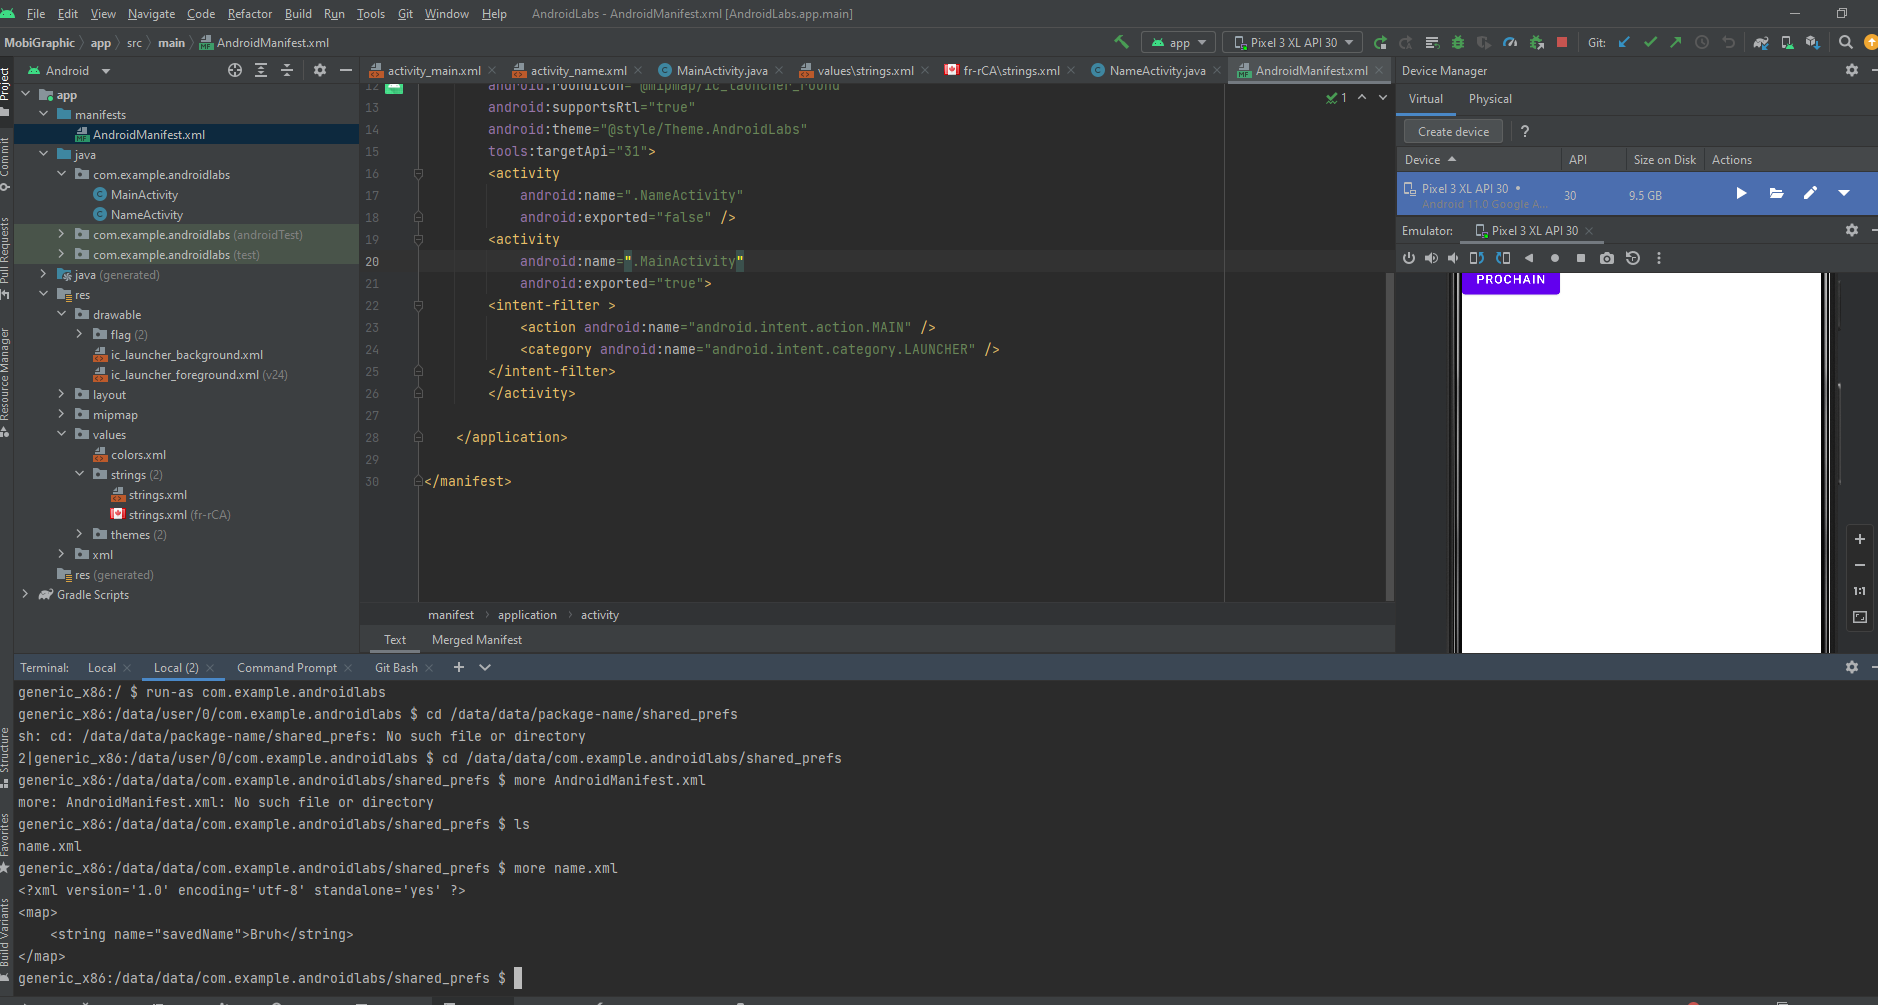 File Edit View Navigate Code Refactor Build Run Tools Git Window Help AndroidLabs - AndroidManifest.xml [AndroidLabs.app.main]
MobiGraphic app src main AndroidManifest.xml app Pixel 3 XL API 30 Git:
Android
activity_main.xml activity_name.xml MainActivity.java values\strings.xml fr-rCA\strings.xml NameActivity.java AndroidManifest.xml
Project
Commit
Pull Requests
Resource Manager
Structure
Favorites
Build Variants
app
manifests
AndroidManifest.xml
java
com.example.androidlabs
MainActivity
NameActivity
com.example.androidlabs (androidTest)
com.example.androidlabs (test)
java (generated)
res
drawable
flag (2)
ic_launcher_background.xml
ic_launcher_foreground.xml (v24)
layout
mipmap
values
colors.xml
strings (2)
strings.xml
strings.xml (fr-rCA)
themes (2)
xml
res (generated)
Gradle Scripts
12 android:roundIcon="@mipmap/ic_launcher_round"
13 android:supportsRtl="true"
14 android:theme="@style/Theme.AndroidLabs"
15 tools:targetApi="31">
16 <activity
17 android:name=".NameActivity"
18 android:exported="false" />
19 <activity
20 android:name=".MainActivity"
21 android:exported="true">
22 <intent-filter >
23 <action android:name="android.intent.action.MAIN" />
24 <category android:name="android.intent.category.LAUNCHER" />
25 </intent-filter>
26 </activity>
27
28 </application>
29
30 </manifest>
1
manifest application activity
Text Merged Manifest
Device Manager
Virtual Physical
Create device ?
Device API Size on Disk Actions
Pixel 3 XL API 30 30 9.5 GB
Android 11.0 Google A...
Emulator: Pixel 3 XL API 30
PROCHAIN
1:1
Terminal: Local Local (2) Command Prompt Git Bash
generic_x86:/ $ run-as com.example.androidlabs
generic_x86:/data/user/0/com.example.androidlabs $ cd /data/data/package-name/shared_prefs
sh: cd: /data/data/package-name/shared_prefs: No such file or directory
2|generic_x86:/data/user/0/com.example.androidlabs $ cd /data/data/com.example.androidlabs/shared_prefs
generic_x86:/data/data/com.example.androidlabs/shared_prefs $ more AndroidManifest.xml
more: AndroidManifest.xml: No such file or directory
generic_x86:/data/data/com.example.androidlabs/shared_prefs $ ls
name.xml
generic_x86:/data/data/com.example.androidlabs/shared_prefs $ more name.xml
<?xml version='1.0' encoding='utf-8' standalone='yes' ?>
<map>
<string name="savedName">Bruh</string>
</map>
generic_x86:/data/data/com.example.androidlabs/shared_prefs $